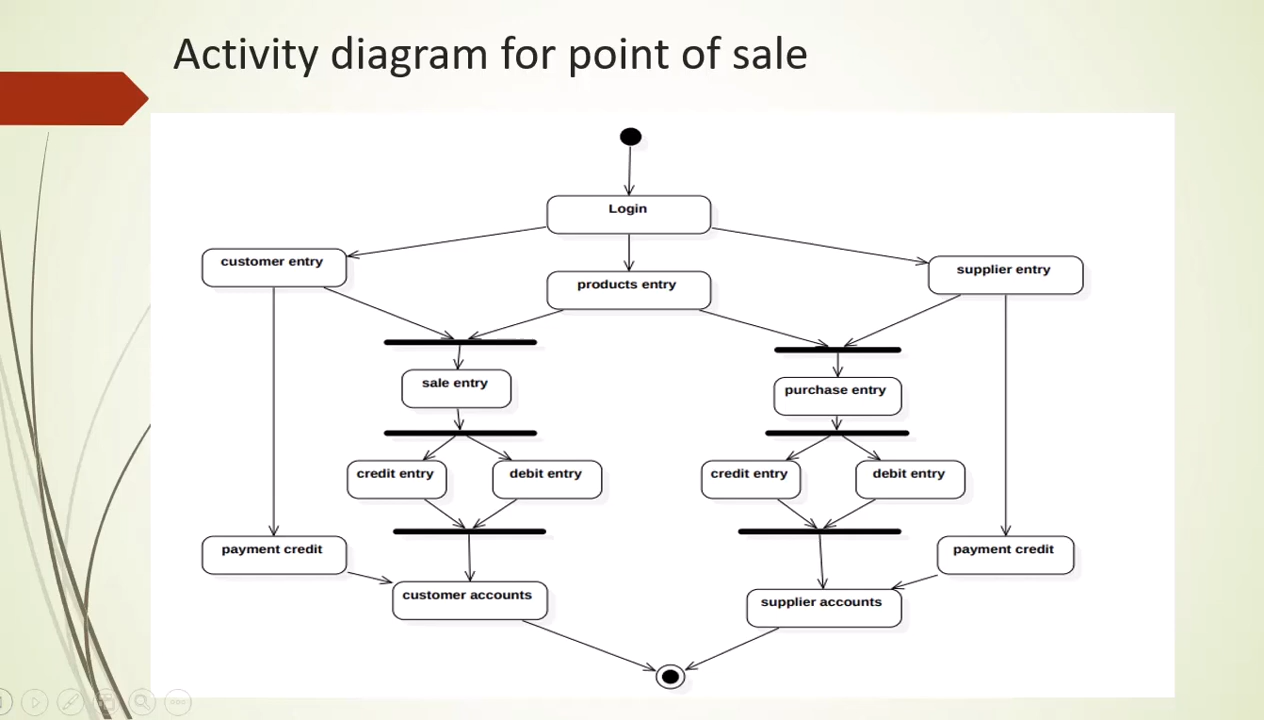 Activity diagram for point of sale
Login
customer entry
products entry
supplier entry
sale entry
purchase entry
credit entry
debit entry
credit entry
debit entry
payment credit
payment credit
customer accounts
supplier accounts